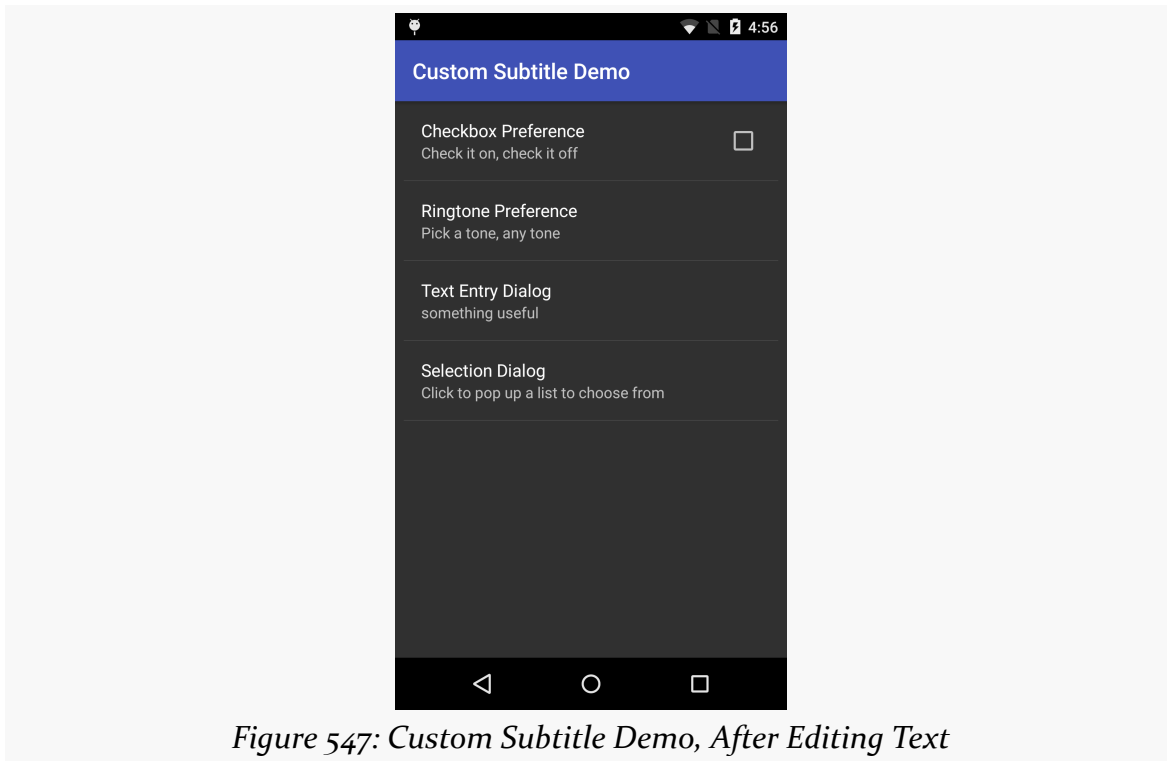 4:56
Custom Subtitle Demo
Checkbox Preference
Check it on, check it off
Ringtone Preference
Pick a tone, any tone
Text Entry Dialog
something useful
Selection Dialog
Click to pop up a list to choose from
Figure 547: Custom Subtitle Demo, After Editing Text